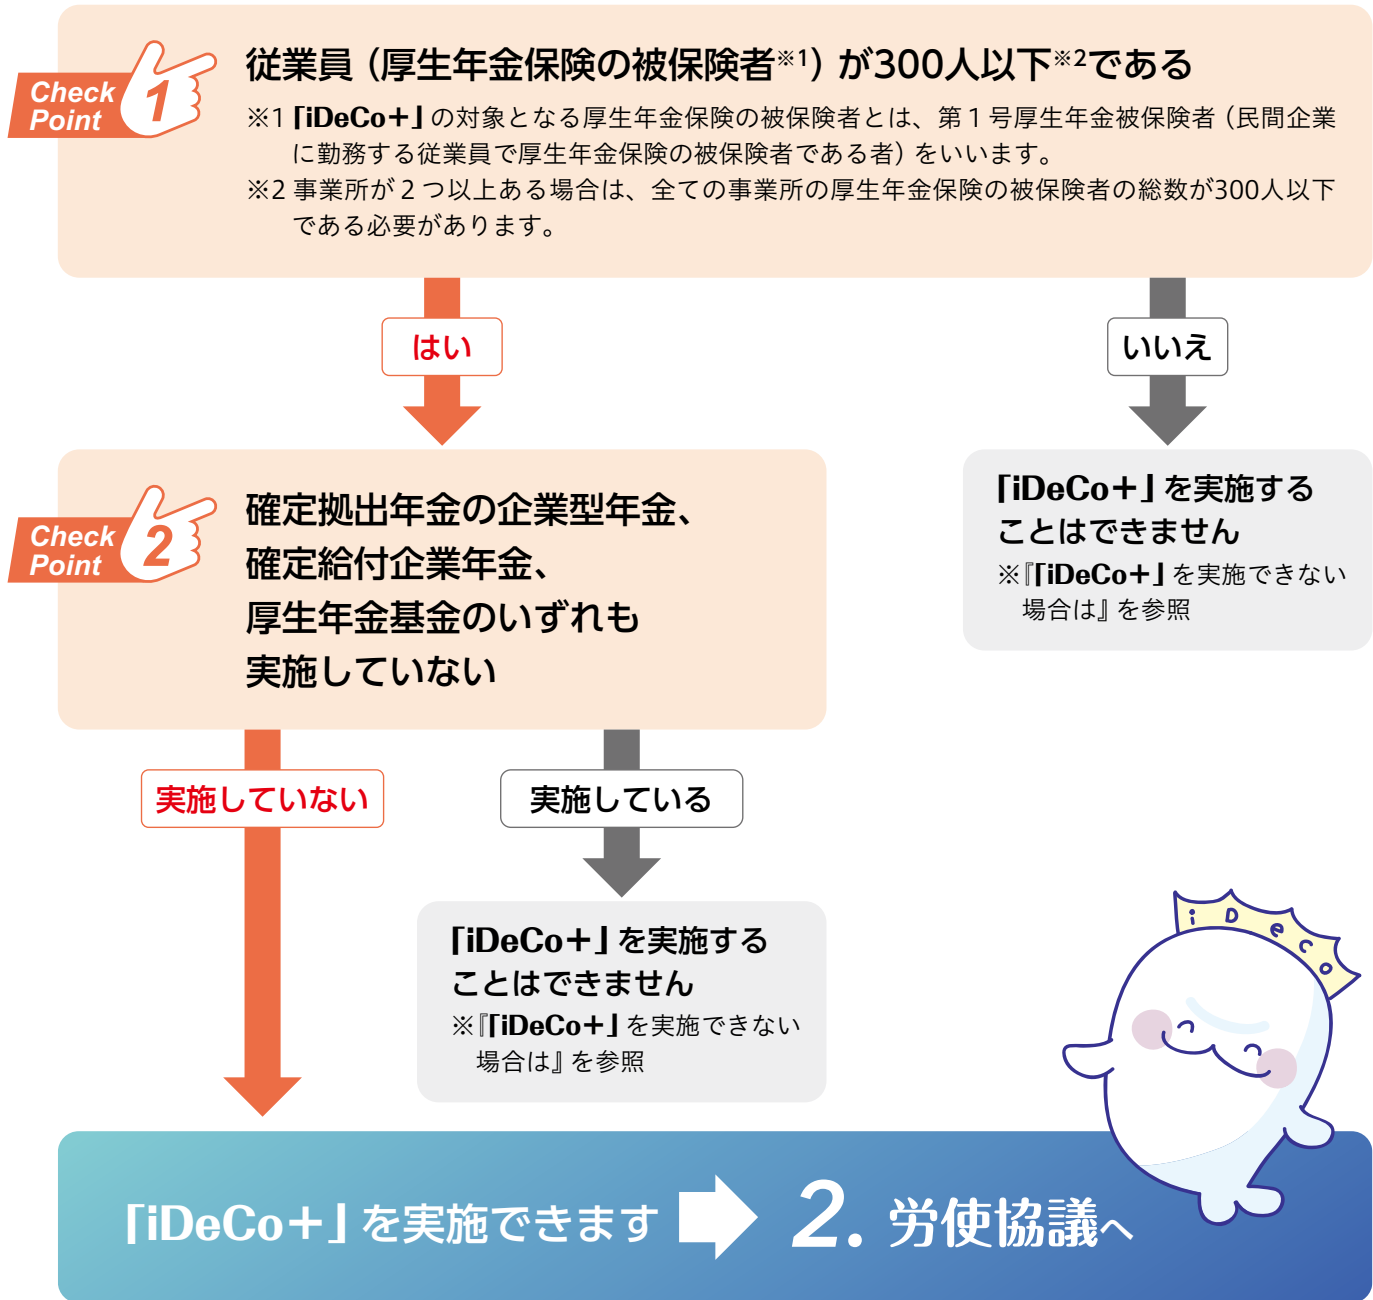 Check Point 1
従業員（厚生年金保険の被保険者※1）が300人以下※2である
※1「iDeCo+」の対象となる厚生年金保険の被保険者とは、第１号厚生年金被保険者（民間企業
に勤務する従業員で厚生年金保険の被保険者である者）をいいます。
※2 事業所が２つ以上ある場合は、全ての事業所の厚生年金保険の被保険者の総数が300人以下
である必要があります。
はい
いいえ
Check Point 2
確定拠出年金の企業型年金、
確定給付企業年金、
厚生年金基金のいずれも
実施していない
「iDeCo+」を実施する
ことはできません
※『「iDeCo+」を実施できない
場合は』を参照
実施していない
実施している
「iDeCo+」を実施する
ことはできません
※『「iDeCo+」を実施できない
場合は』を参照
iDeCo
「iDeCo+」を実施できます 2. 労使協議へ